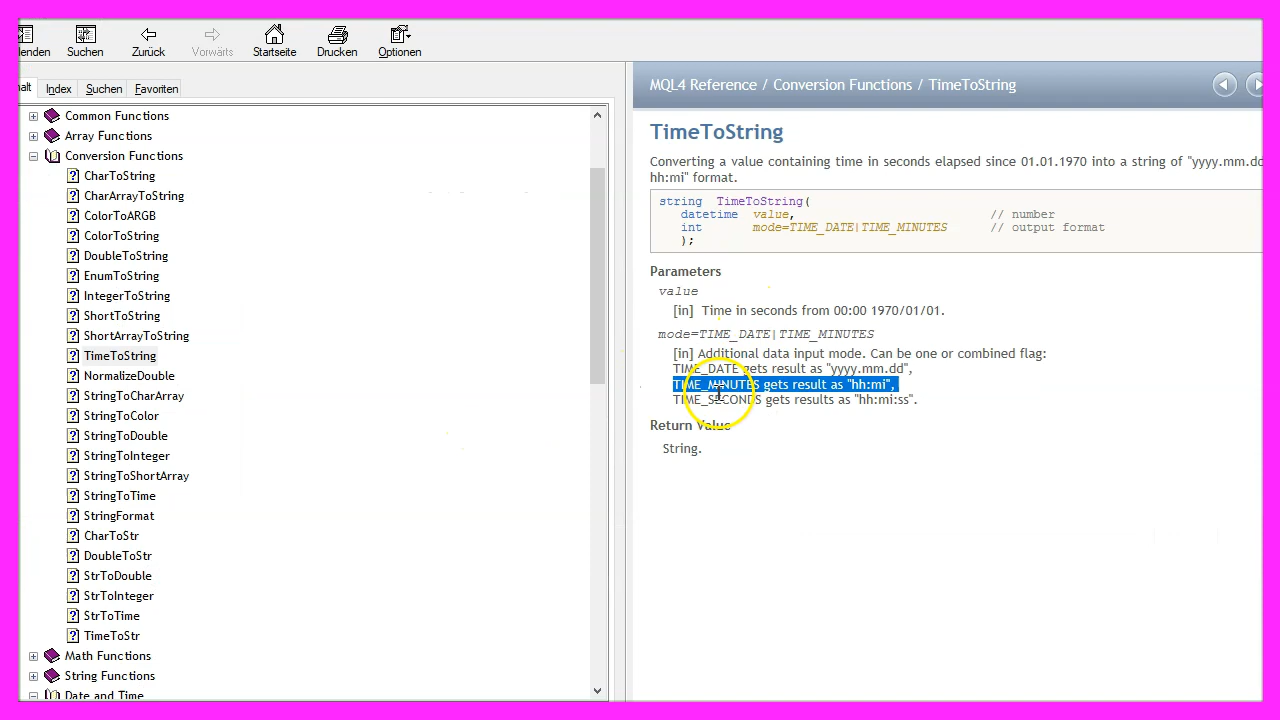 lenden
Suchen
Zurück
Vorwärts
Startseite
Drucken
Optionen
alt
Index
Suchen
Favoriten
Common Functions
Array Functions
Conversion Functions
CharToString
CharArrayToString
ColorToARGB
ColorToString
DoubleToString
EnumToString
IntegerToString
ShortToString
ShortArrayToString
TimeToString
NormalizeDouble
StringToCharArray
StringToColor
StringToDouble
StringToInteger
StringToShortArray
StringToTime
StringFormat
CharToStr
DoubleToStr
StrToDouble
StrToInteger
StrToTime
TimeToStr
Math Functions
String Functions
Date and Time
MQL4 Reference / Conversion Functions / TimeToString
TimeToString
Converting a value containing time in seconds elapsed since 01.01.1970 into a string of "yyyy.mm.dd
hh:mi" format.
string TimeToString(
datetime value, // number
int mode=TIME_DATE|TIME_MINUTES // output format
);
Parameters
value
[in] Time in seconds from 00:00 1970/01/01.
mode=TIME_DATE|TIME_MINUTES
[in] Additional data input mode. Can be one or combined flag:
TIME_DATE gets result as "yyyy.mm.dd",
TIME_MINUTES gets result as "hh:mi",
TIME_SECONDS gets results as "hh:mi:ss".
Return Value
String.